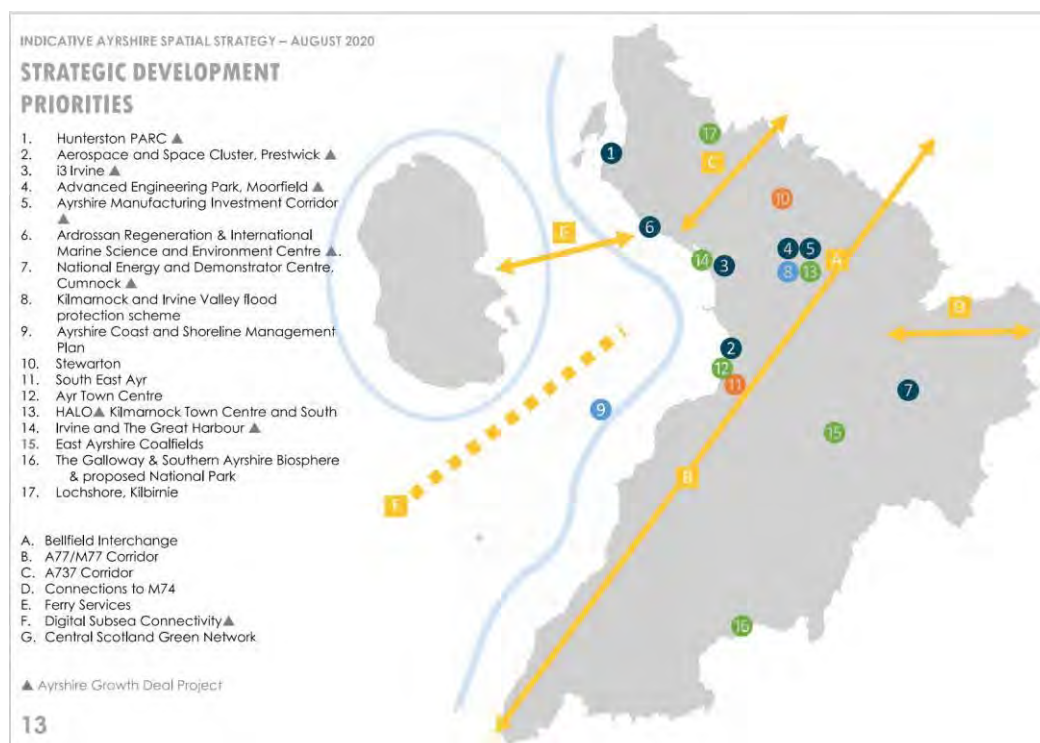 INDICATIVE AYRSHIRE SPATIAL STRATEGY – AUGUST 2020
STRATEGIC DEVELOPMENT
PRIORITIES
1. Hunterston PARC ▲
2. Aerospace and Space Cluster, Prestwick ▲
3. i3 Irvine ▲
4. Advanced Engineering Park, Moorfield ▲
5. Ayrshire Manufacturing Investment Corridor
▲
6. Ardrossan Regeneration & International
Marine Science and Environment Centre ▲.
7. National Energy and Demonstrator Centre,
Cumnock ▲
8. Kilmarnock and Irvine Valley flood
protection scheme
9. Ayrshire Coast and Shoreline Management
Plan
10. Stewarton
11. South East Ayr
12. Ayr Town Centre
13. HALO▲ Kilmarnock Town Centre and South
14. Irvine and The Great Harbour ▲
15. East Ayrshire Coalfields
16. The Galloway & Southern Ayrshire Biosphere
& proposed National Park
17. Lochshore, Kilbirnie
A. Bellfield Interchange
B. A77/M77 Corridor
C. A737 Corridor
D. Connections to M74
E. Ferry Services
F. Digital Subsea Connectivity▲
G. Central Scotland Green Network
▲ Ayrshire Growth Deal Project
13
17
1
C
10
6
E
4
5
14
3
8
13
A
D
2
12
11
7
9
15
B
16